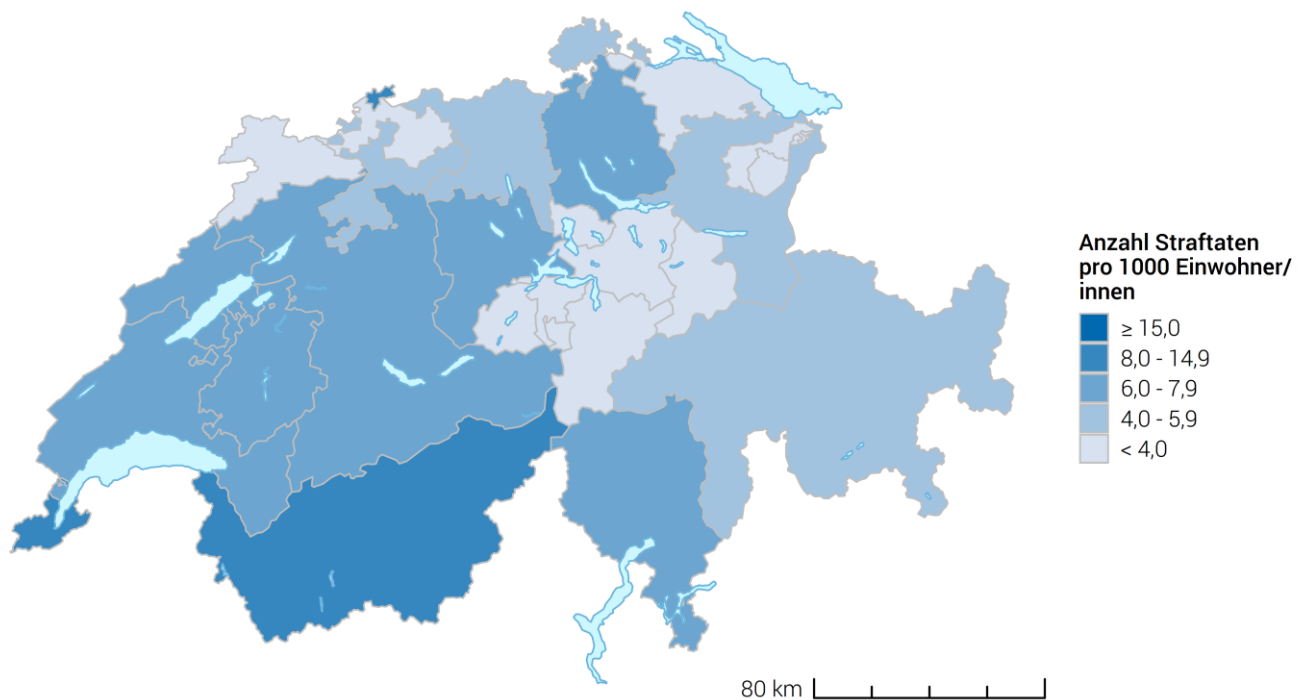 Anzahl Straftaten
pro 1000 Einwohner/
innen
≥ 15,0
8,0 - 14,9
6,0 - 7,9
4,0 - 5,9
< 4,0
80 km